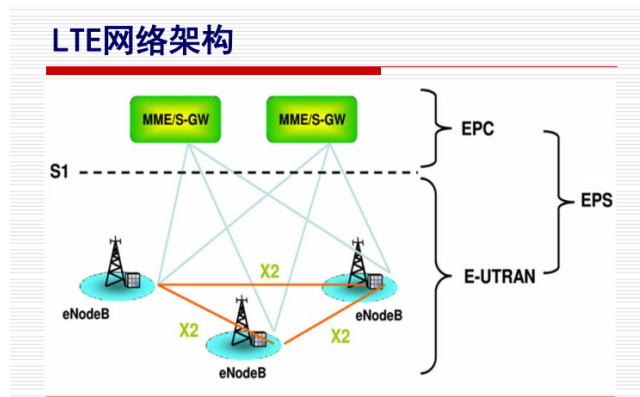 LTE网络架构
MME/S-GW
MME/S-GW
EPC
S1
EPS
X2
E-UTRAN
eNodeB
eNodeB
X2
X2
eNodeB